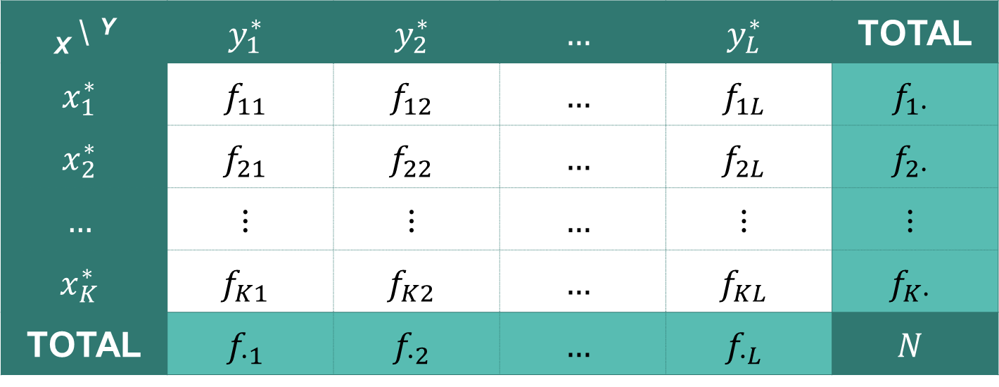 X \ Y y₁* y₂* ... y_L* TOTAL
x₁* f₁₁ f₁₂ ... f₁L f₁.
x₂* f₂₁ f₂₂ ... f₂L f₂.
... ⋮ ⋮ ... ⋮ ⋮
x_K* f_K1 f_K2 ... f_KL f_K.
TOTAL f.₁ f.₂ ... f._L N